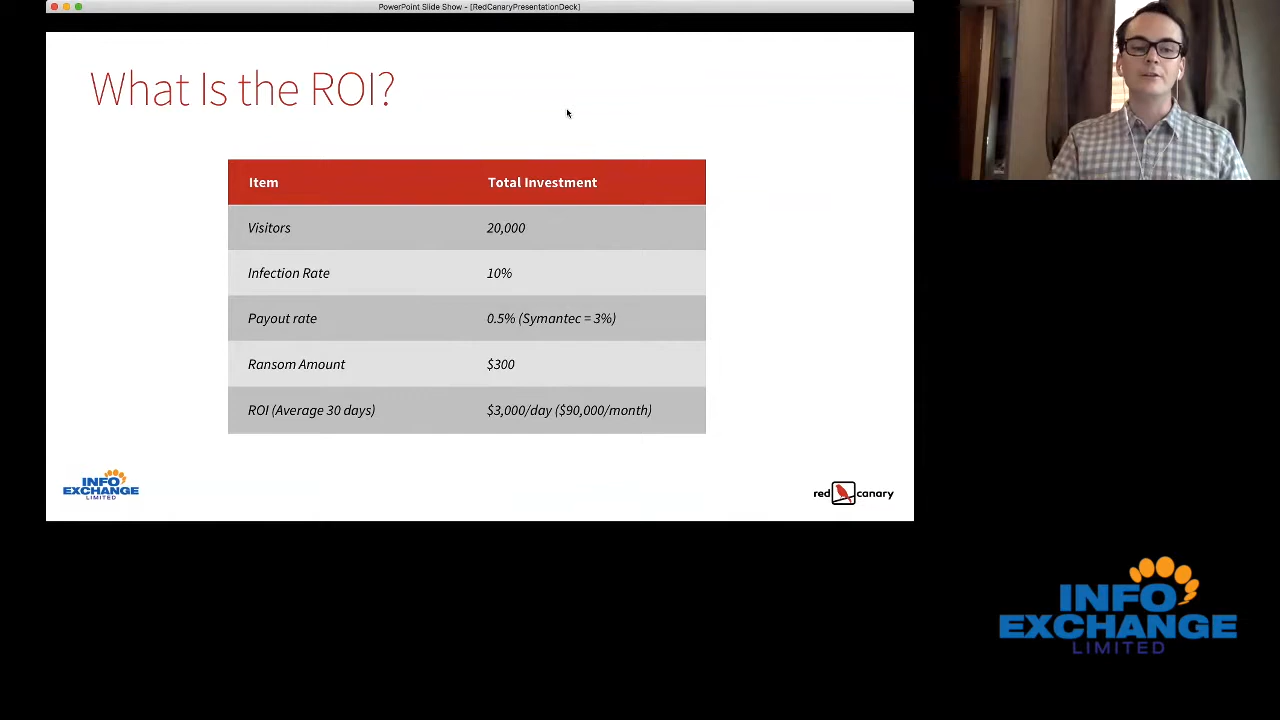 PowerPoint Slide Show - [RedCanaryPresentationDeck]
What Is the ROI?
Item Total Investment
Visitors 20,000
Infection Rate 10%
Payout rate 0.5% (Symantec = 3%)
Ransom Amount $300
ROI (Average 30 days) $3,000/day ($90,000/month)
INFO
EXCHANGE
LIMITED
red canary
INFO
EXCHANGE
LIMITED